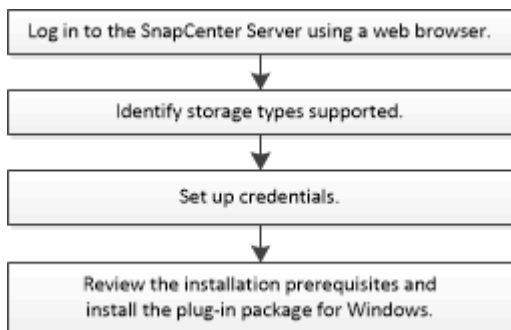 Log in to the SnapCenter Server using a web browser.
Identify storage types supported.
Set up credentials.
Review the installation prerequisites and
install the plug-in package for Windows.